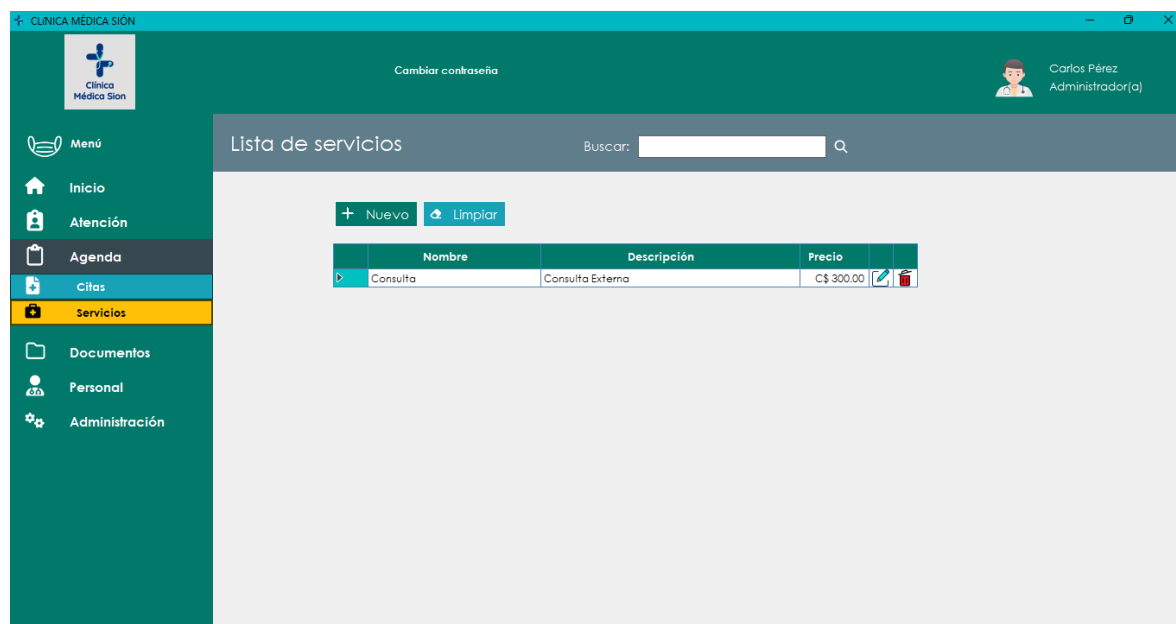 CLINICA MÉDICA SIÓN
Clínica
Médica Sion
Cambiar contraseña
Carlos Pérez
Administrador(a)
Menú
Lista de servicios
Buscar:
Inicio
Atención
Agenda
Citas
Servicios
Documentos
Personal
Administración
Nuevo
Limpiar
Nombre Descripción Precio
Consulta Consulta Externa C$ 300.00